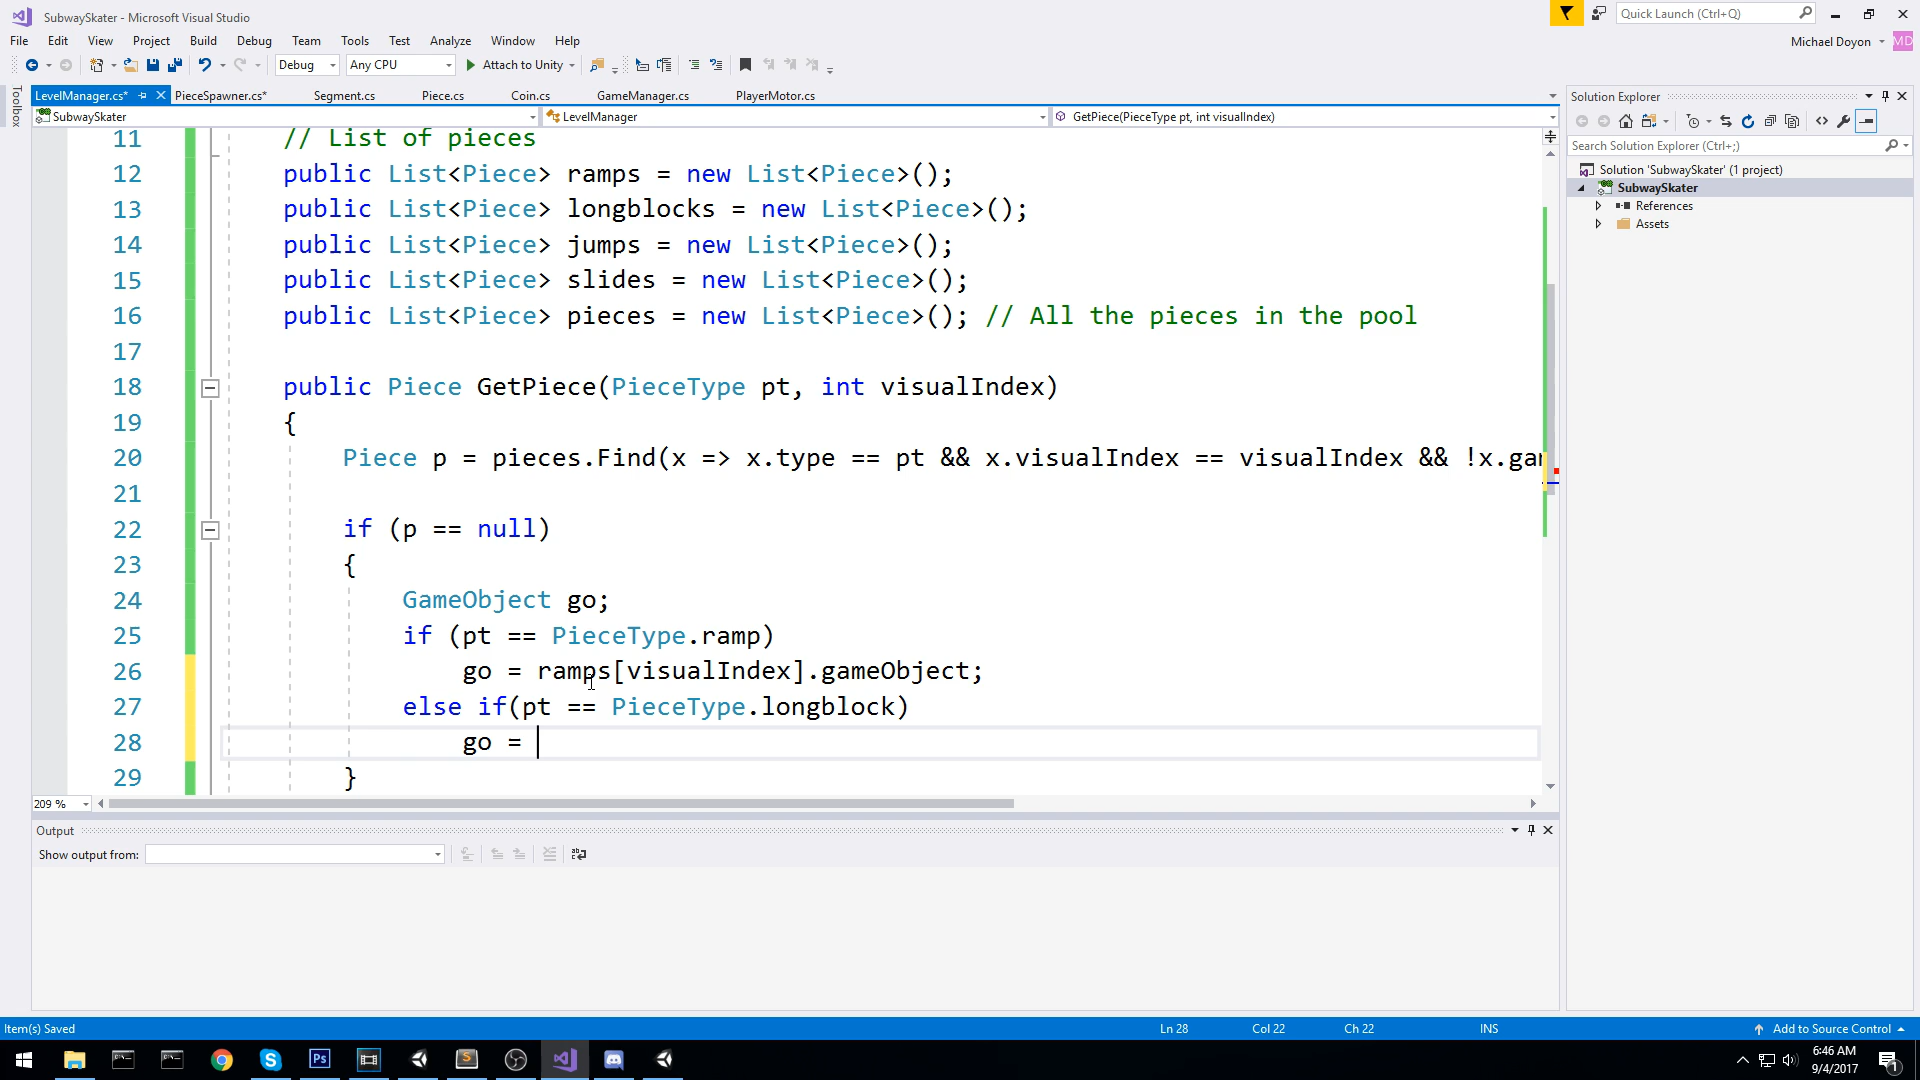 SubwaySkater - Microsoft Visual Studio
Quick Launch (Ctrl+Q)
File Edit View Project Build Debug Team Tools Test Analyze Window Help
Michael Doyon MD
Debug Any CPU Attach to Unity
Toolbox
LevelManager.cs* PieceSpawner.cs* Segment.cs Piece.cs Coin.cs GameManager.cs PlayerMotor.cs
SubwaySkater LevelManager GetPiece(PieceType pt, int visualIndex)
11 // List of pieces
12 public List<Piece> ramps = new List<Piece>();
13 public List<Piece> longblocks = new List<Piece>();
14 public List<Piece> jumps = new List<Piece>();
15 public List<Piece> slides = new List<Piece>();
16 public List<Piece> pieces = new List<Piece>(); // All the pieces in the pool
17
18 public Piece GetPiece(PieceType pt, int visualIndex)
19 {
20 Piece p = pieces.Find(x => x.type == pt && x.visualIndex == visualIndex && !x.gam
21
22 if (p == null)
23 {
24 GameObject go;
25 if (pt == PieceType.ramp)
26 go = ramps[visualIndex].gameObject;
27 else if(pt == PieceType.longblock)
28 go =
29 }
209 %
Output
Show output from:
Solution Explorer
Search Solution Explorer (Ctrl+;)
Solution 'SubwaySkater' (1 project)
SubwaySkater
References
Assets
Item(s) Saved Ln 28 Col 22 Ch 22 INS Add to Source Control
6:46 AM
9/4/2017
1